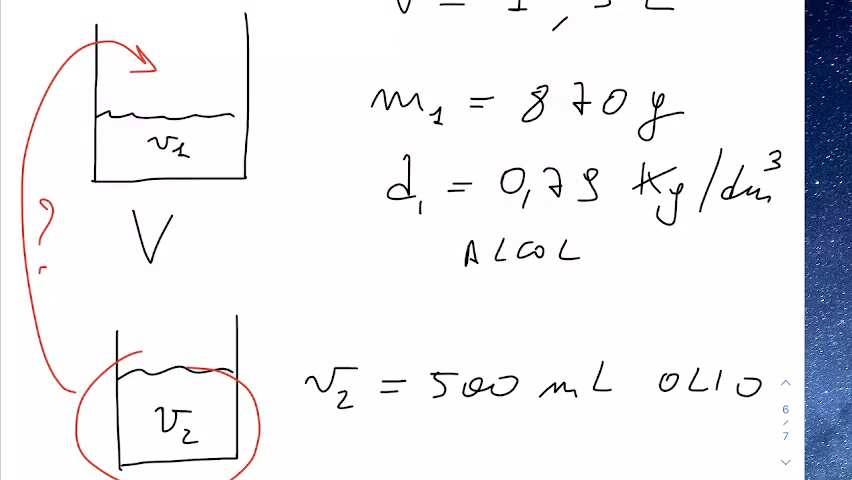 v1
V
?
m1 = 870 g
d1 = 0,79 Kg/dm³
ALCOL
v2
v2 = 500 mL OLIO
6
/
7